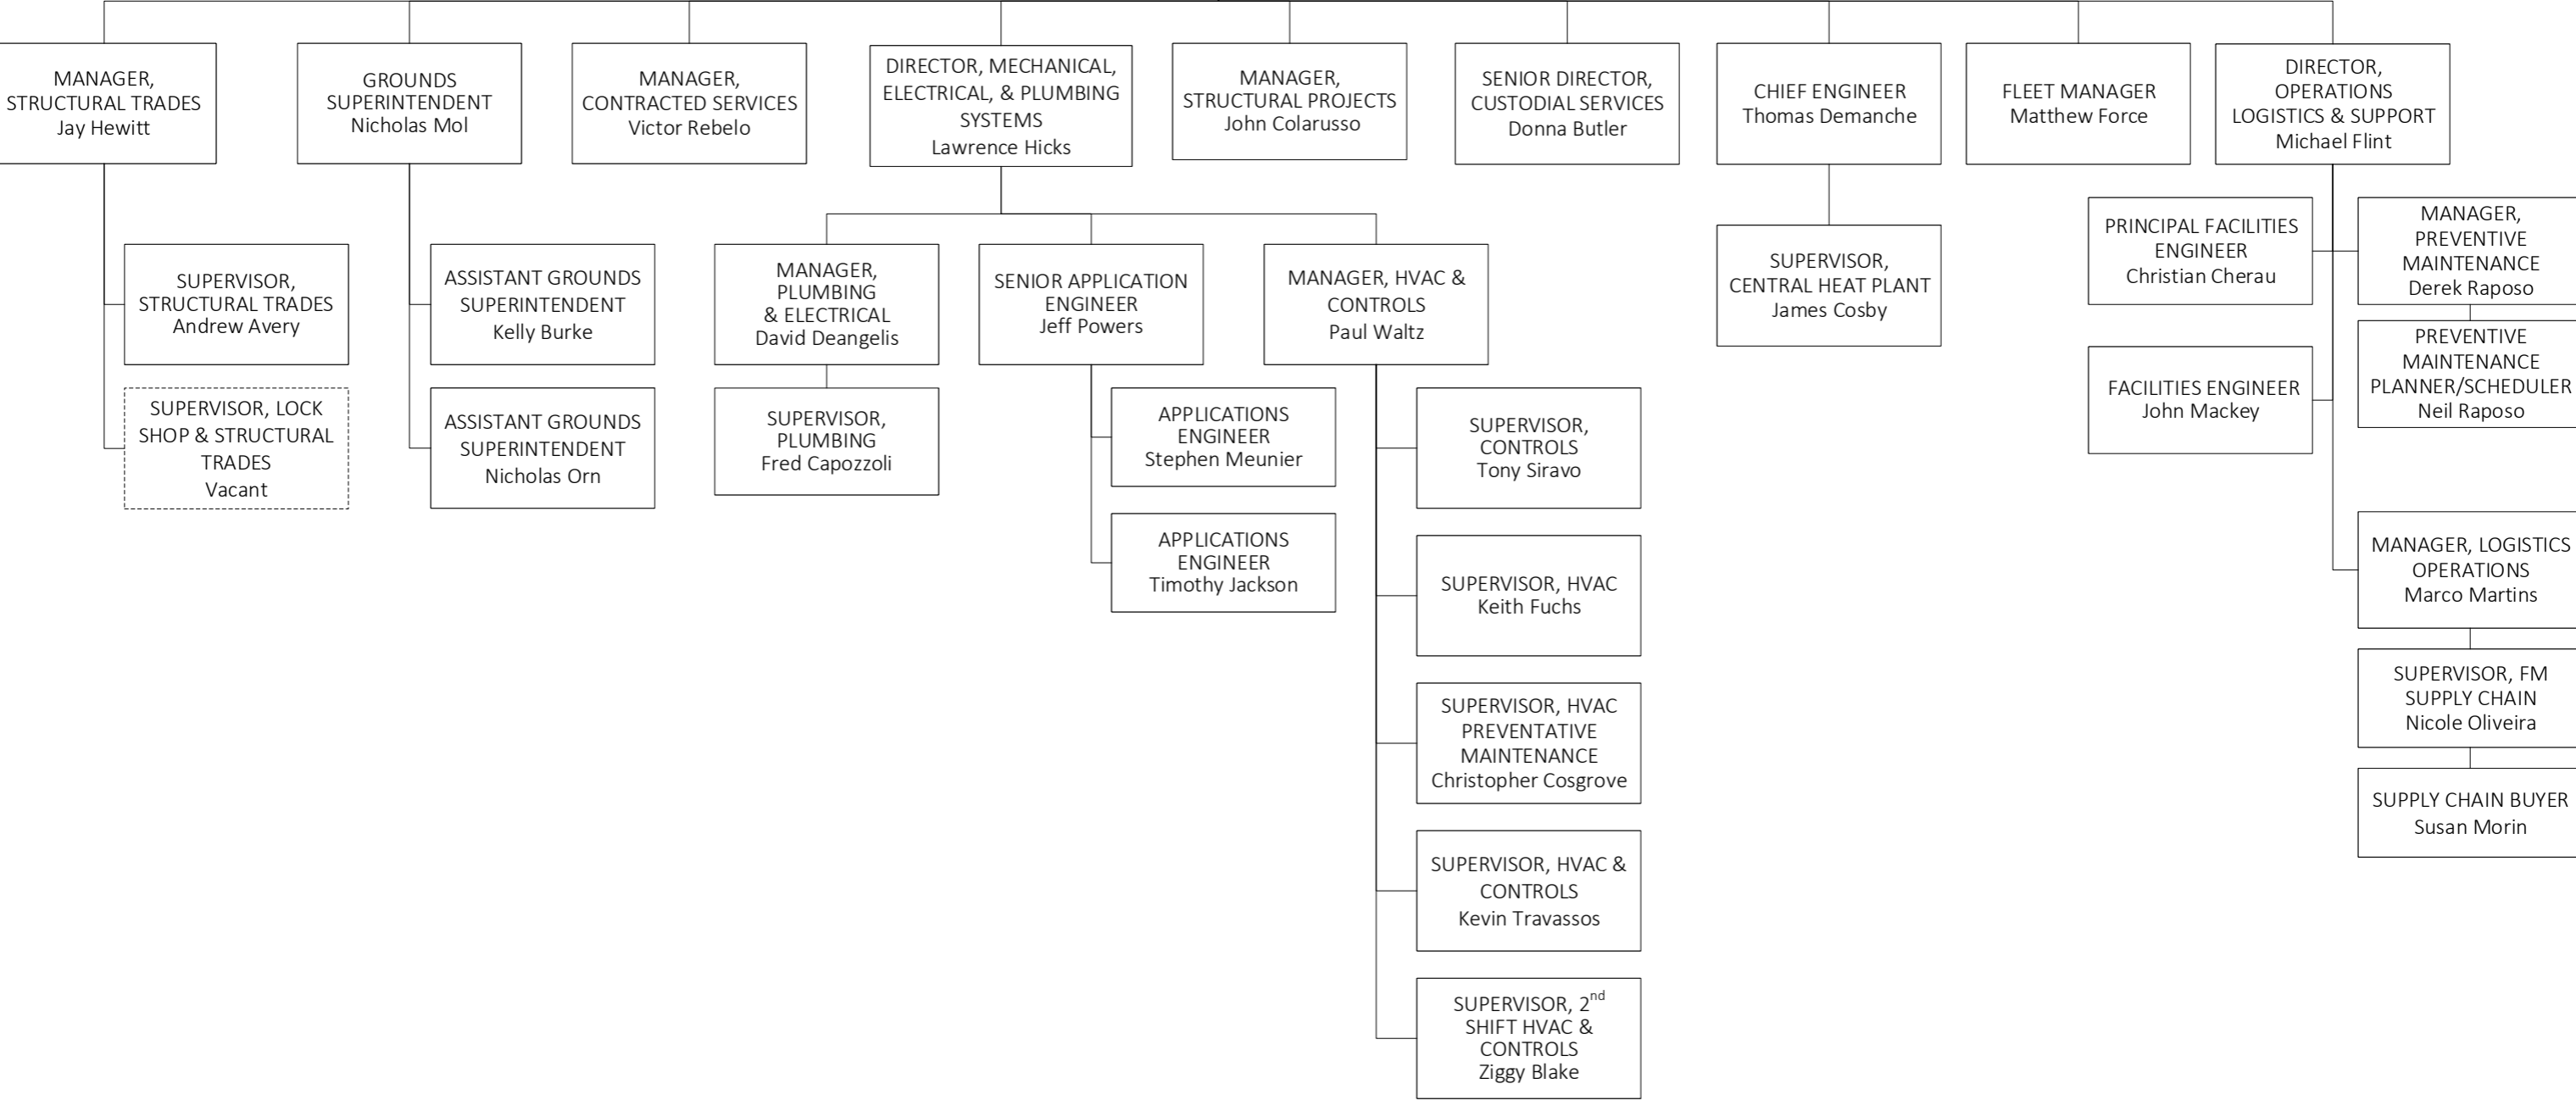 MANAGER,
STRUCTURAL TRADES
Jay Hewitt
GROUNDS
SUPERINTENDENT
Nicholas Mol
MANAGER,
CONTRACTED SERVICES
Victor Rebelo
DIRECTOR, MECHANICAL,
ELECTRICAL, & PLUMBING
SYSTEMS
Lawrence Hicks
MANAGER,
STRUCTURAL PROJECTS
John Colarusso
SENIOR DIRECTOR,
CUSTODIAL SERVICES
Donna Butler
CHIEF ENGINEER
Thomas Demanche
FLEET MANAGER
Matthew Force
DIRECTOR,
OPERATIONS
LOGISTICS & SUPPORT
Michael Flint
SUPERVISOR,
STRUCTURAL TRADES
Andrew Avery
SUPERVISOR, LOCK
SHOP & STRUCTURAL
TRADES
Vacant
ASSISTANT GROUNDS
SUPERINTENDENT
Kelly Burke
ASSISTANT GROUNDS
SUPERINTENDENT
Nicholas Orn
MANAGER,
PLUMBING
& ELECTRICAL
David Deangelis
SUPERVISOR,
PLUMBING
Fred Capozzoli
SENIOR APPLICATION
ENGINEER
Jeff Powers
APPLICATIONS
ENGINEER
Stephen Meunier
APPLICATIONS
ENGINEER
Timothy Jackson
MANAGER, HVAC &
CONTROLS
Paul Waltz
SUPERVISOR,
CONTROLS
Tony Siravo
SUPERVISOR, HVAC
Keith Fuchs
SUPERVISOR, HVAC
PREVENTATIVE
MAINTENANCE
Christopher Cosgrove
SUPERVISOR, HVAC &
CONTROLS
Kevin Travassos
SUPERVISOR, 2nd
SHIFT HVAC &
CONTROLS
Ziggy Blake
SUPERVISOR,
CENTRAL HEAT PLANT
James Cosby
PRINCIPAL FACILITIES
ENGINEER
Christian Cherau
FACILITIES ENGINEER
John Mackey
MANAGER,
PREVENTIVE
MAINTENANCE
Derek Raposo
PREVENTIVE
MAINTENANCE
PLANNER/SCHEDULER
Neil Raposo
MANAGER, LOGISTICS
OPERATIONS
Marco Martins
SUPERVISOR, FM
SUPPLY CHAIN
Nicole Oliveira
SUPPLY CHAIN BUYER
Susan Morin